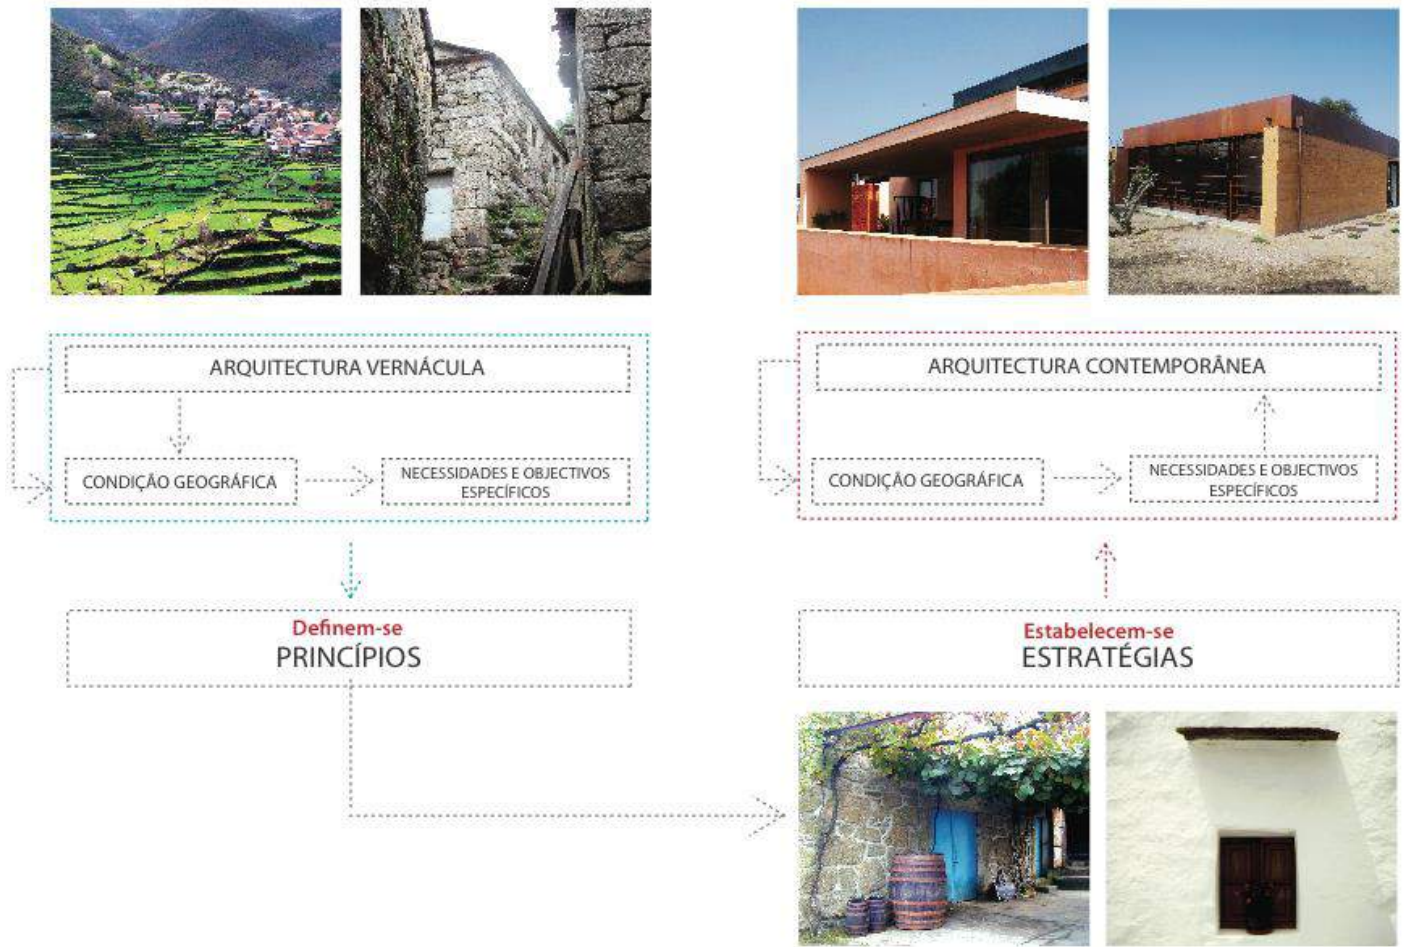 ARQUITECTURA VERNÁCULA
CONDIÇÃO GEOGRÁFICA
NECESSIDADES E OBJECTIVOS
ESPECÍFICOS
Definem-se
PRINCÍPIOS
ARQUITECTURA CONTEMPORÂNEA
CONDIÇÃO GEOGRÁFICA
NECESSIDADES E OBJECTIVOS
ESPECÍFICOS
Estabelecem-se
ESTRATÉGIAS